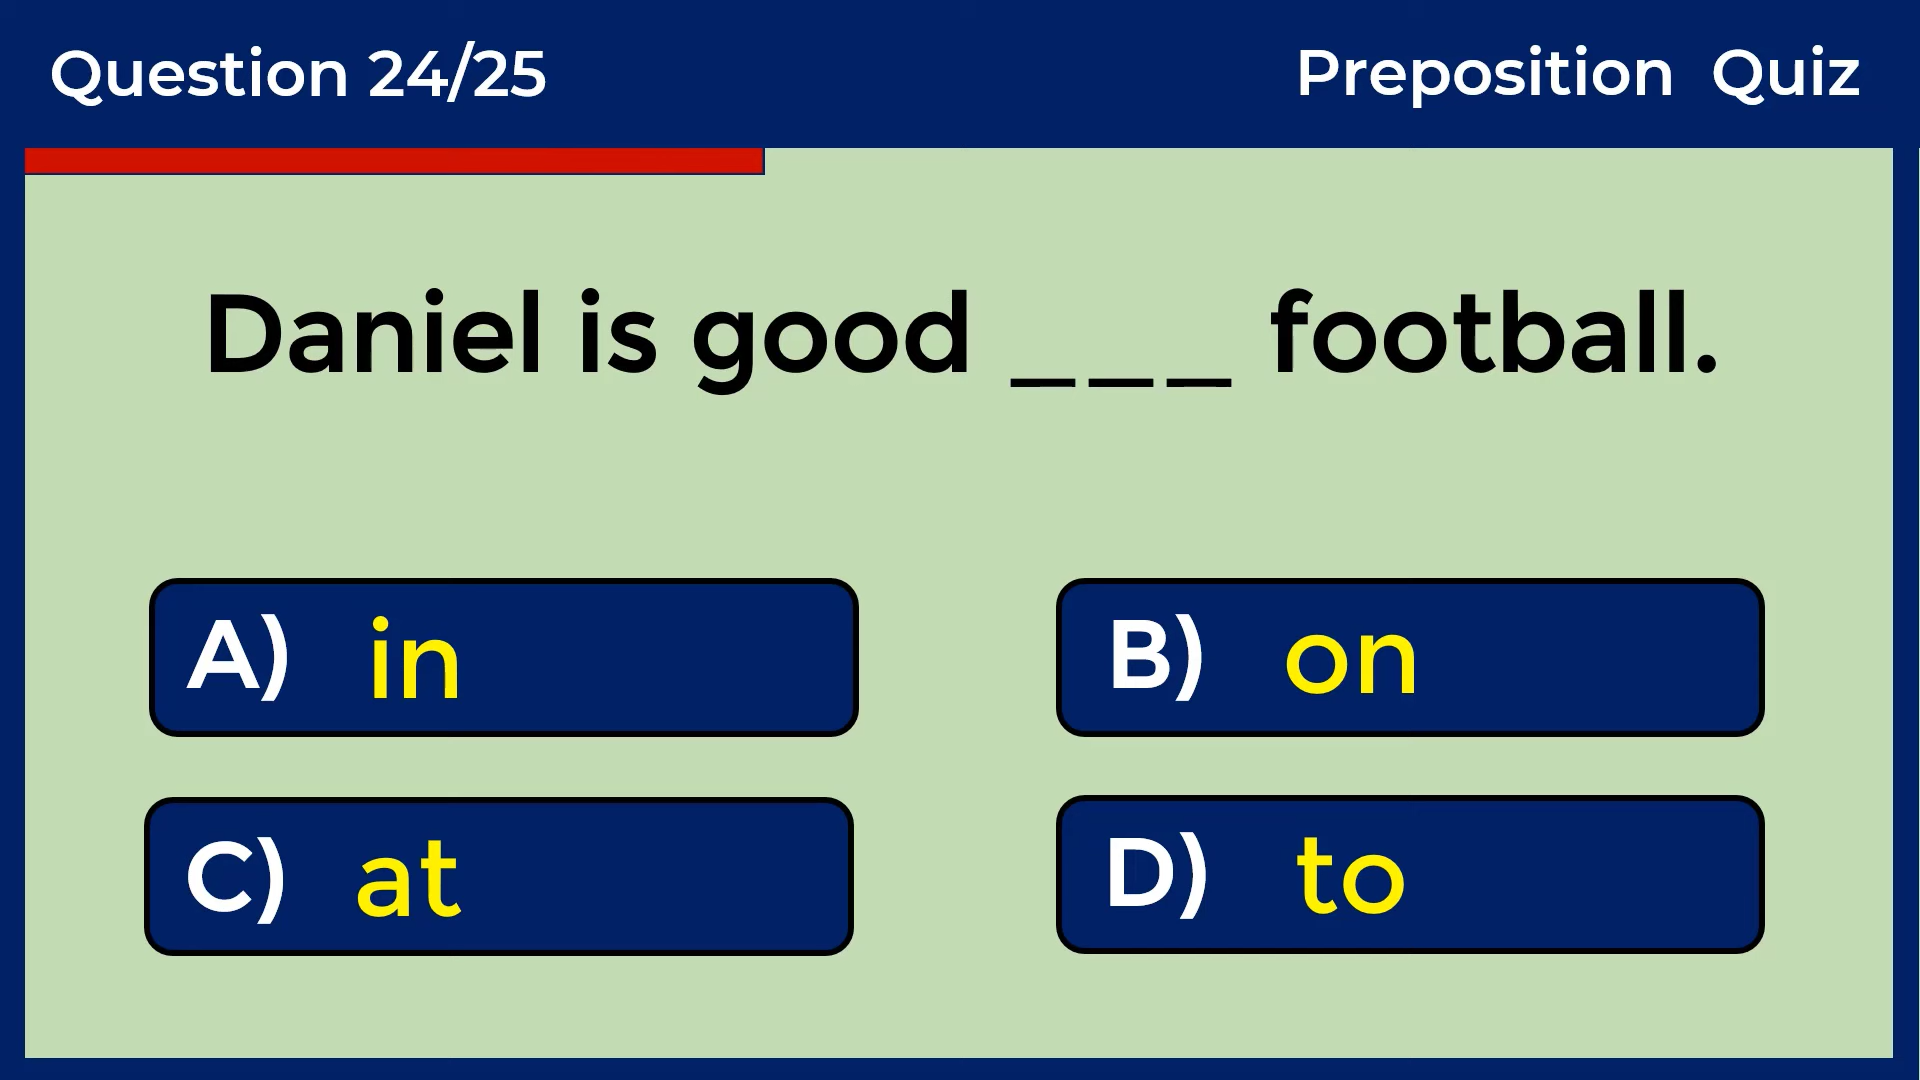 Question 24/25
Preposition Quiz
Daniel is good ___ football.
A) in
B) on
C) at
D) to